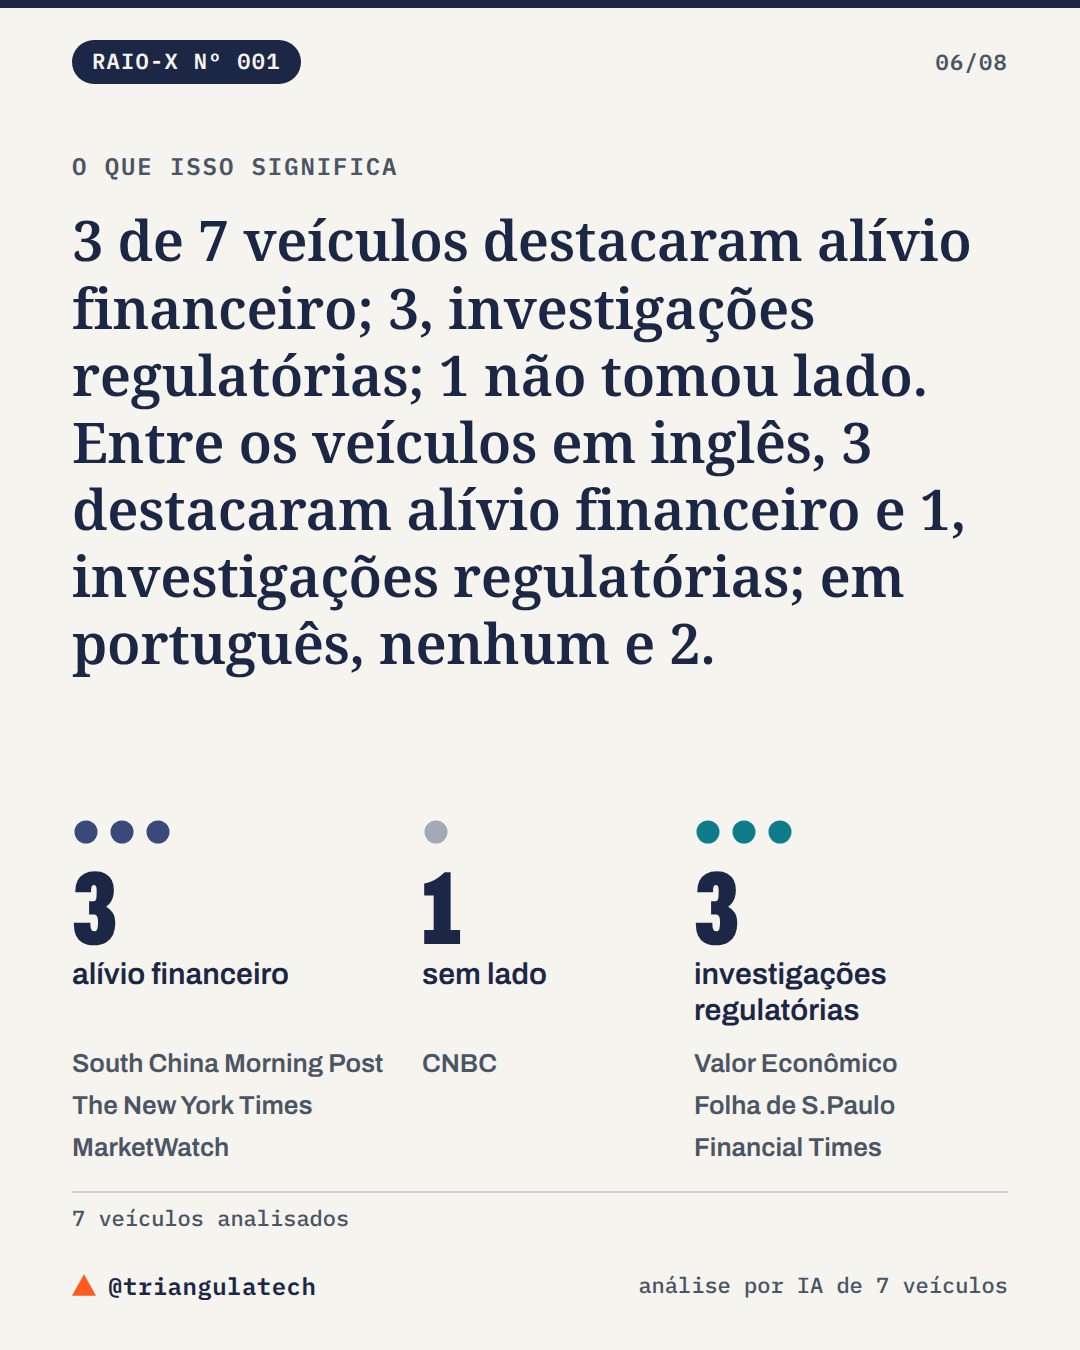 RAIO-X Nº 001
06/08
O QUE ISSO SIGNIFICA
3 de 7 veículos destacaram alívio
financeiro; 3, investigações
regulatórias; 1 não tomou lado.
Entre os veículos em inglês, 3
destacaram alívio financeiro e 1,
investigações regulatórias; em
português, nenhum e 2.
3
alívio financeiro
South China Morning Post
The New York Times
MarketWatch
1
sem lado
CNBC
3
investigações
regulatórias
Valor Econômico
Folha de S.Paulo
Financial Times
7 veículos analisados
@triangulatech
análise por IA de 7 veículos